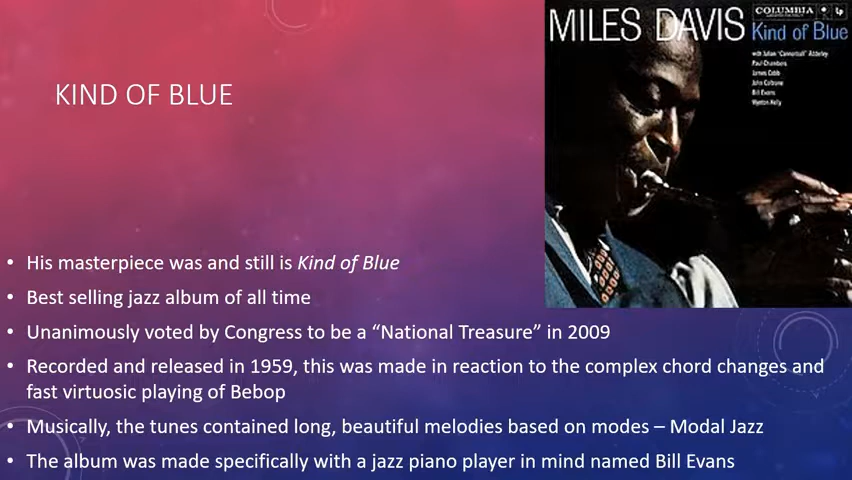 MILES DAVIS
COLUMBIA
Kind of Blue
with Julian "Cannonball" Adderley
Paul Chambers
James Cobb
John Coltrane
Bill Evans
Wynton Kelly
KIND OF BLUE
• His masterpiece was and still is Kind of Blue
• Best selling jazz album of all time
• Unanimously voted by Congress to be a “National Treasure” in 2009
• Recorded and released in 1959, this was made in reaction to the complex chord changes and
fast virtuosic playing of Bebop
• Musically, the tunes contained long, beautiful melodies based on modes – Modal Jazz
• The album was made specifically with a jazz piano player in mind named Bill Evans